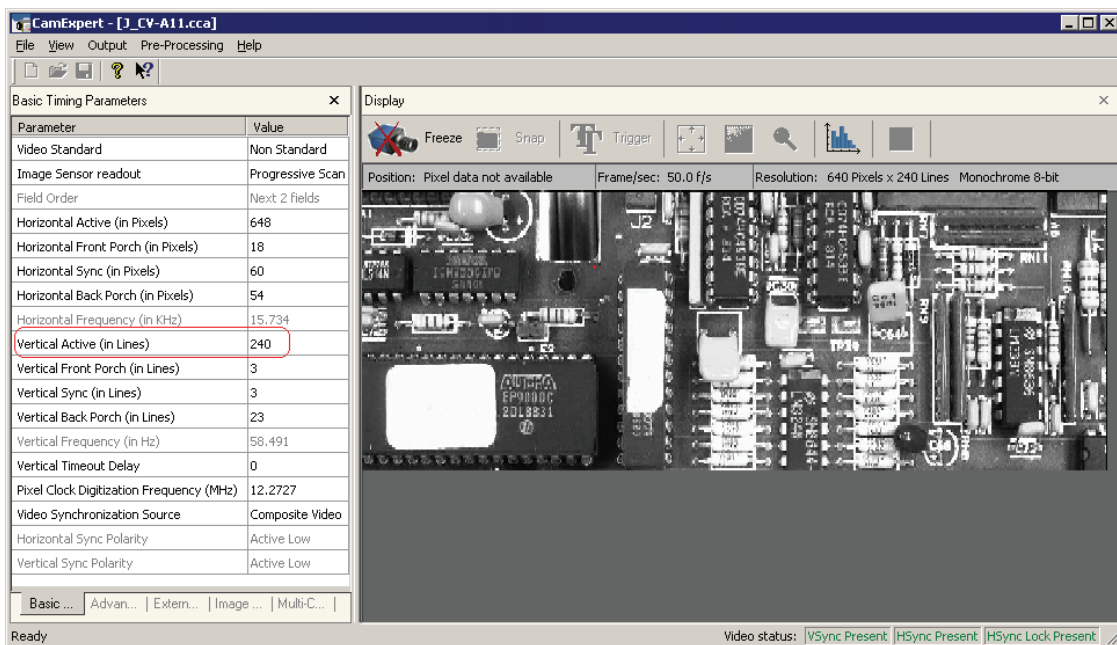 CamExpert - [J_CV-A11.cca]
File View Output Pre-Processing Help
Basic Timing Parameters
Parameter Value
Video Standard Non Standard
Image Sensor readout Progressive Scan
Field Order Next 2 fields
Horizontal Active (in Pixels) 648
Horizontal Front Porch (in Pixels) 18
Horizontal Sync (in Pixels) 60
Horizontal Back Porch (in Pixels) 54
Horizontal Frequency (in KHz) 15.734
Vertical Active (in Lines) 240
Vertical Front Porch (in Lines) 3
Vertical Sync (in Lines) 3
Vertical Back Porch (in Lines) 23
Vertical Frequency (in Hz) 58.491
Vertical Timeout Delay 0
Pixel Clock Digitization Frequency (MHz) 12.2727
Video Synchronization Source Composite Video
Horizontal Sync Polarity Active Low
Vertical Sync Polarity Active Low
Basic ... Advan... Extern... Image ... Multi-C...
Display
Freeze Snap Trigger
Position: Pixel data not available Frame/sec: 50.0 f/s Resolution: 640 Pixels x 240 Lines Monochrome 8-bit
J2
ALTERA
Ready
Video status: VSync Present HSync Present HSync Lock Present